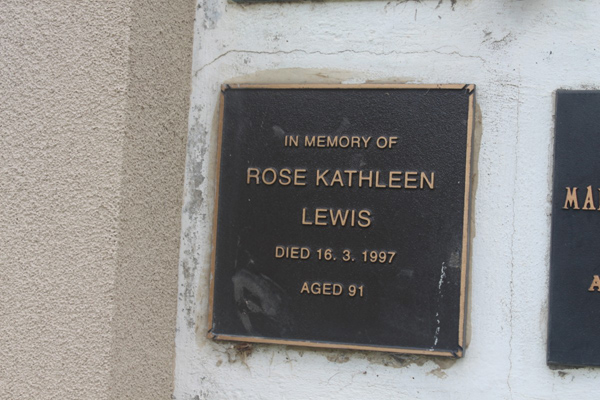 IN MEMORY OF
ROSE KATHLEEN
LEWIS
DIED 16. 3. 1997
AGED 91